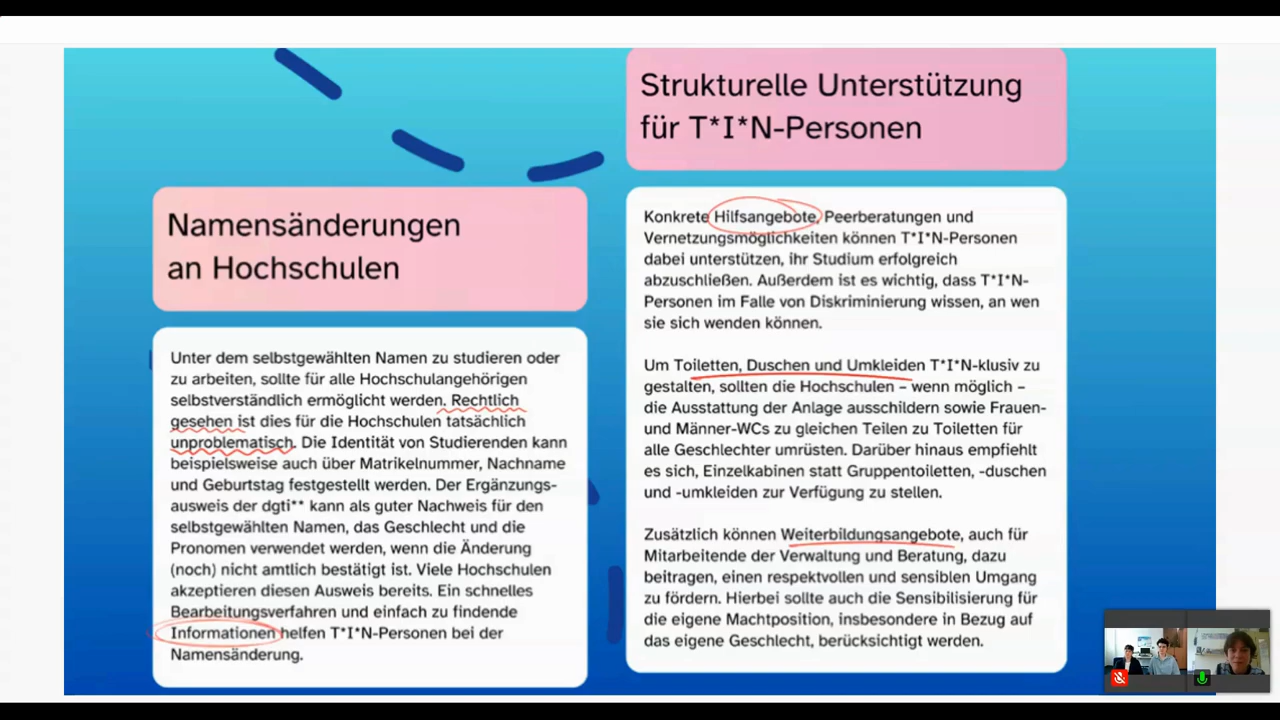 Namensänderungen
an Hochschulen
Unter dem selbstgewählten Namen zu studieren oder
zu arbeiten, sollte für alle Hochschulangehörigen
selbstverständlich ermöglicht werden. Rechtlich
gesehen ist dies für die Hochschulen tatsächlich
unproblematisch. Die Identität von Studierenden kann
beispielsweise auch über Matrikelnummer, Nachname
und Geburtstag festgestellt werden. Der Ergänzungs-
ausweis der dgti** kann als guter Nachweis für den
selbstgewählten Namen, das Geschlecht und die
Pronomen verwendet werden, wenn die Änderung
(noch) nicht amtlich bestätigt ist. Viele Hochschulen
akzeptieren diesen Ausweis bereits. Ein schnelles
Bearbeitungsverfahren und einfach zu findende
Informationen helfen T*I*N-Personen bei der
Namensänderung.
Strukturelle Unterstützung
für T*I*N-Personen
Konkrete Hilfsangebote, Peerberatungen und
Vernetzungsmöglichkeiten können T*I*N-Personen
dabei unterstützen, ihr Studium erfolgreich
abzuschließen. Außerdem ist es wichtig, dass T*I*N-
Personen im Falle von Diskriminierung wissen, an wen
sie sich wenden können.
Um Toiletten, Duschen und Umkleiden T*I*N-klusiv zu
gestalten, sollten die Hochschulen – wenn möglich –
die Ausstattung der Anlage ausschildern sowie Frauen-
und Männer-WCs zu gleichen Teilen zu Toiletten für
alle Geschlechter umrüsten. Darüber hinaus empfiehlt
es sich, Einzelkabinen statt Gruppentoiletten, -duschen
und -umkleiden zur Verfügung zu stellen.
Zusätzlich können Weiterbildungsangebote, auch für
Mitarbeitende der Verwaltung und Beratung, dazu
beitragen, einen respektvollen und sensiblen Umgang
zu fördern. Hierbei sollte auch die Sensibilisierung für
die eigene Machtposition, insbesondere in Bezug auf
das eigene Geschlecht, berücksichtigt werden.